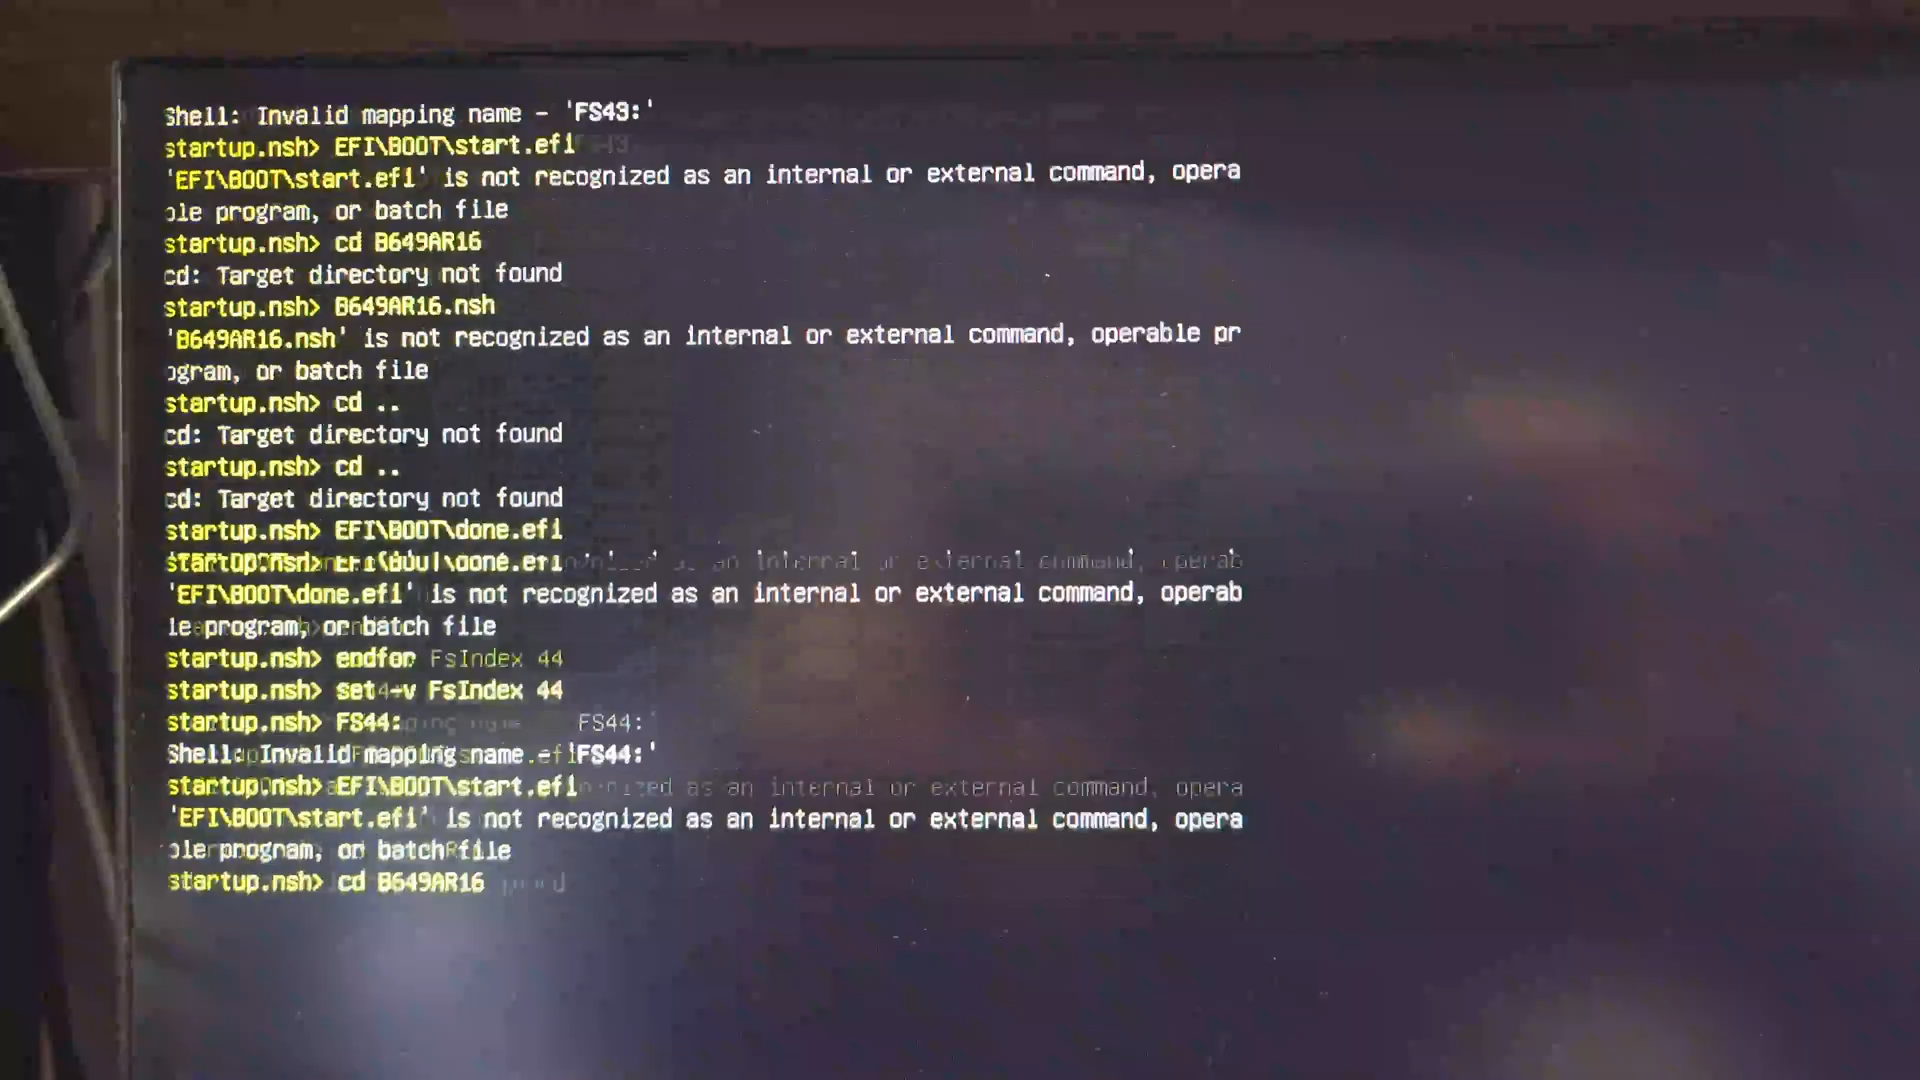 Shell: Invalid mapping name - 'FS43:'
startup.nsh> EFI\BOOT\start.efi
'EFI\BOOT\start.efi' is not recognized as an internal or external command, opera
ble program, or batch file
startup.nsh> cd B649AR16
cd: Target directory not found
startup.nsh> B649AR16.nsh
'B649AR16.nsh' is not recognized as an internal or external command, operable pr
ogram, or batch file
startup.nsh> cd ..
cd: Target directory not found
startup.nsh> cd ..
cd: Target directory not found
startup.nsh> EFI\BOOT\done.efi
'EFI\BOOT\done.efi' is not recognized as an internal or external command, operab
le program, or batch file
startup.nsh> endfor
startup.nsh> set -v FsIndex 44
startup.nsh> FS44:
Shell: Invalid mapping name - 'FS44:'
startup.nsh> EFI\BOOT\start.efi
'EFI\BOOT\start.efi' is not recognized as an internal or external command, opera
ble program, or batch file
startup.nsh> cd B649AR16